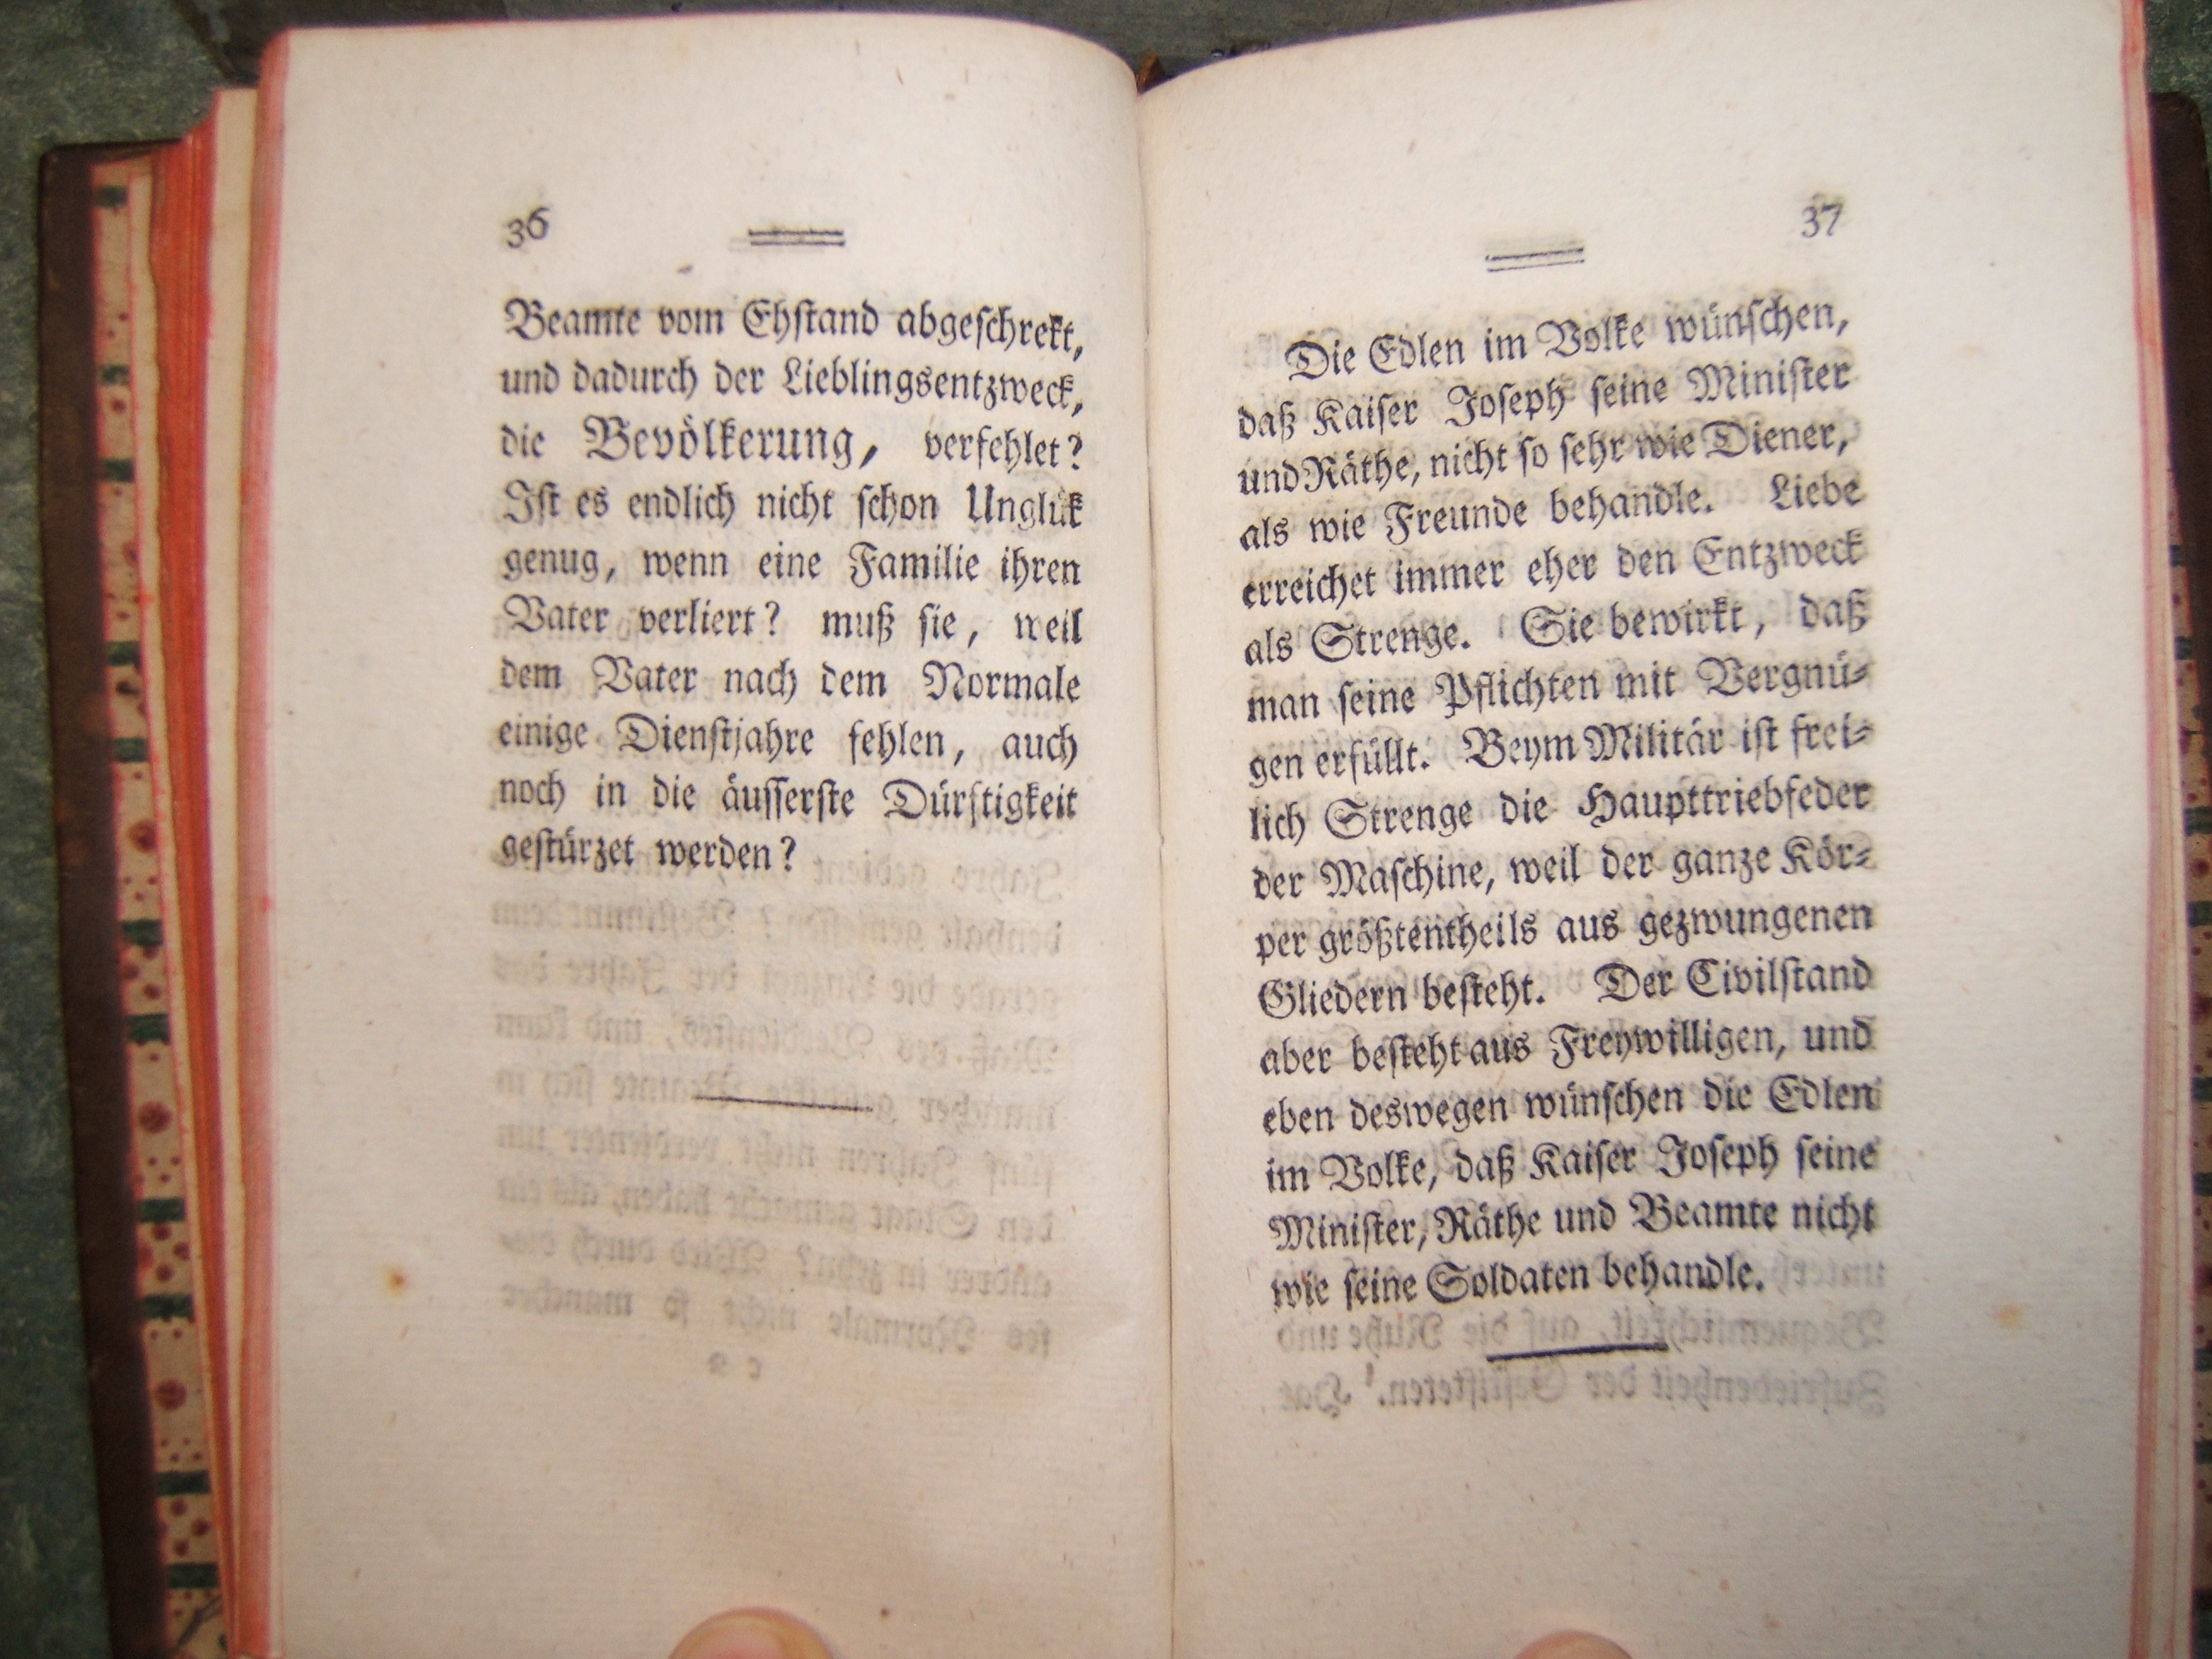 36
Beamte vom Ehstand abgeschrekt,
und dadurch der Lieblingsentzweck,
die Bevölkerung, verfehlet?
Ist es endlich nicht schon Unglük
genug, wenn eine Familie ihren
Vater verliert? muß sie, weil
dem Vater nach dem Normale
einige Dienstjahre fehlen, auch
noch in die äusserste Dürftigkeit
gestürzet werden?
37
Die Edlen im Volke wünschen,
daß Kaiser Joseph seine Minister
und Räthe, nicht so sehr wie Diener,
als wie Freunde behandle. Liebe
erreichet immer eher den Entzweck
als Strenge. Sie bewirkt, daß
man seine Pflichten mit Vergnü-
gen erfüllt. Beym Militär ist frei-
lich Strenge die Haupttriebfeder
der Maschine, weil der ganze Kör-
per größtentheils aus gezwungenen
Gliedern besteht. Der Civilstand
aber besteht aus Freywilligen, und
eben deswegen wünschen die Edlen
im Volke, daß Kaiser Joseph seine
Minister, Räthe und Beamte nicht
wie seine Soldaten behandle.